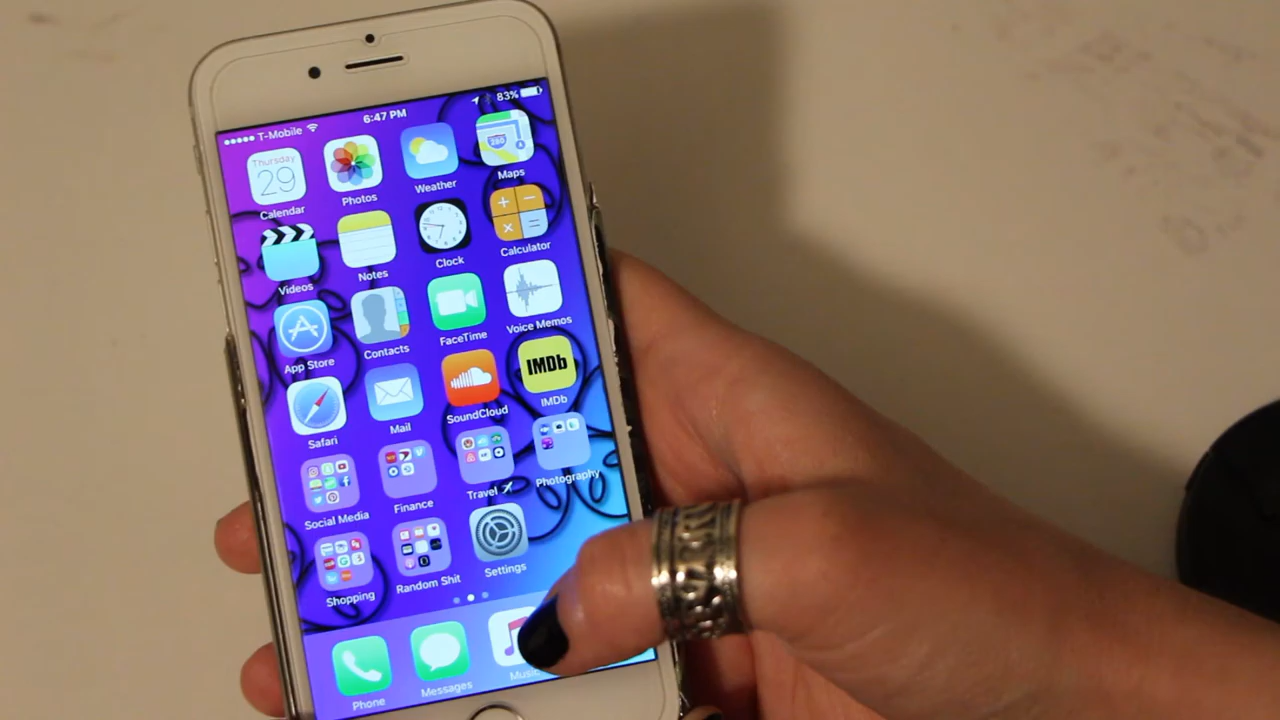 T-Mobile 6:47 PM 83%
Thursday
29
280
Calendar Photos Weather Maps
Videos Notes Clock Calculator
App Store Contacts FaceTime Voice Memos
IMDb
Safari Mail SoundCloud IMDb
Social Media Finance Travel ✈ Photography
Shopping Random Shit Settings
Phone Messages Music